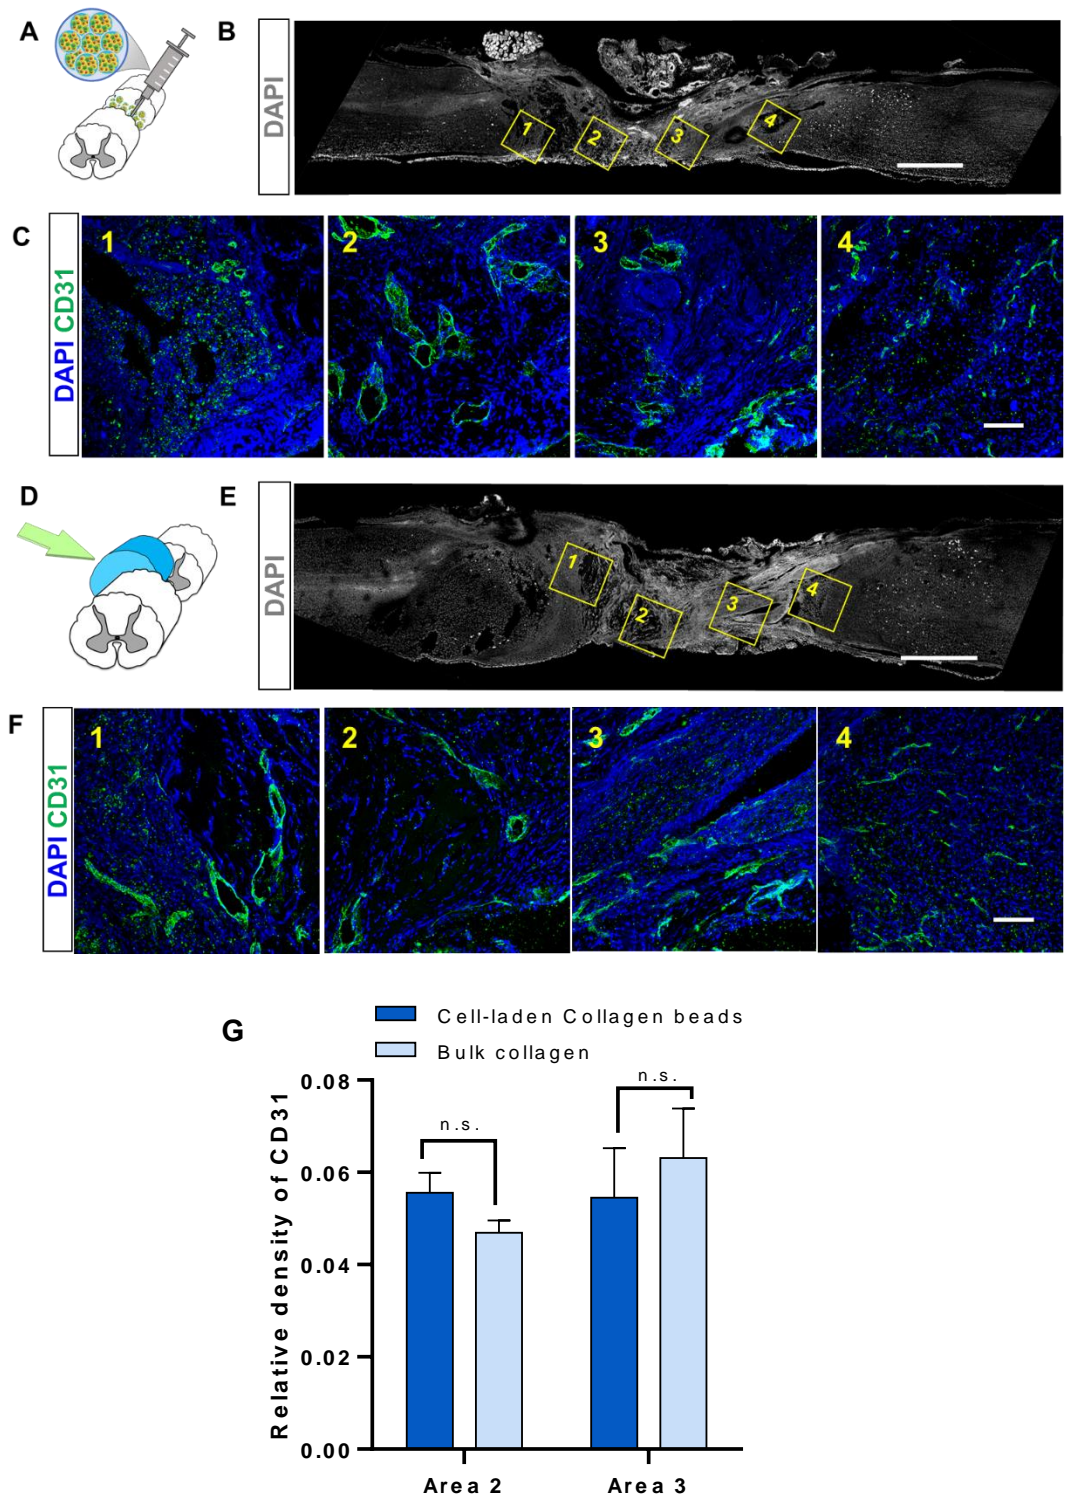 A
B
DAPI
1
2
3
4
C
DAPI CD31
1
2
3
4
D
E
DAPI
1
2
3
4
F
DAPI CD31
1
2
3
4
G
Cell-laden Collagen beads
Bulk collagen
Relative density of CD31
0.08
0.06
0.04
0.02
0.00
n.s.
n.s.
Area 2
Area 3